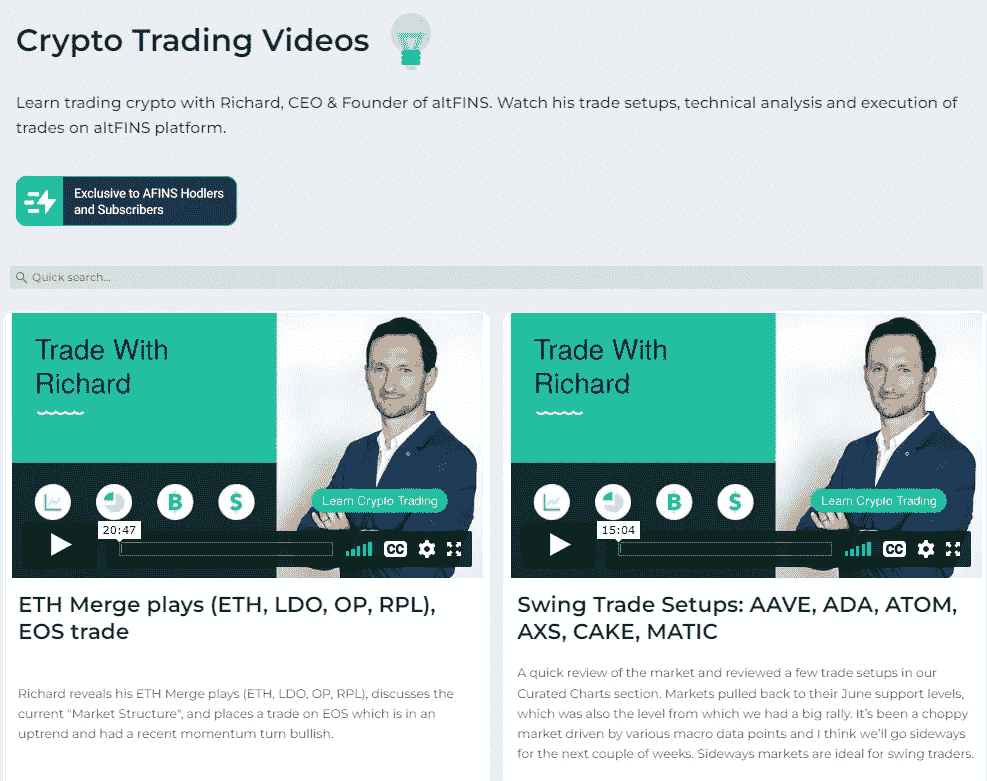 Crypto Trading Videos
Learn trading crypto with Richard, CEO & Founder of altFINS. Watch his trade setups, technical analysis and execution of
trades on altFINS platform.
Exclusive to AFINS Hodlers
and Subscribers
Quick search...
Trade With
Richard
B
$
Learn Crypto Trading
20:47
CC
ETH Merge plays (ETH, LDO, OP, RPL),
EOS trade
Richard reveals his ETH Merge plays (ETH, LDO, OP, RPL), discusses the
current "Market Structure", and places a trade on EOS which is in an
uptrend and had a recent momentum turn bullish.
Trade With
Richard
B
$
Learn Crypto Trading
15:04
CC
Swing Trade Setups: AAVE, ADA, ATOM,
AXS, CAKE, MATIC
A quick review of the market and reviewed a few trade setups in our
Curated Charts section. Markets pulled back to their June support levels,
which was also the level from which we had a big rally. It's been a choppy
market driven by various macro data points and I think we'll go sideways
for the next couple of weeks. Sideways markets are ideal for swing traders.